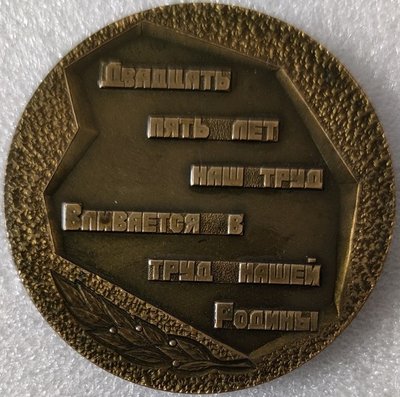 Двадцать
пять лет
наш труд
Вливается в
труд нашей
Родины